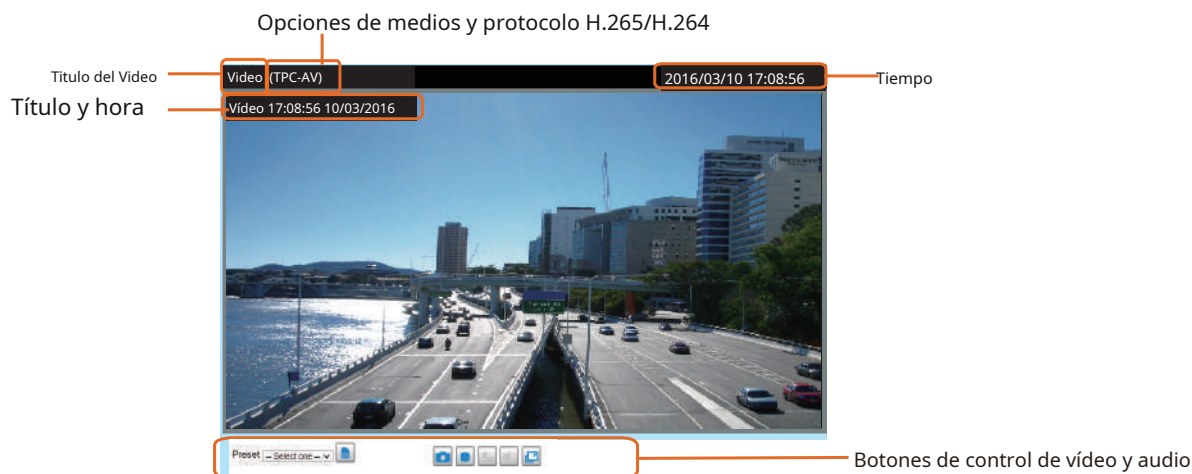 Opciones de medios y protocolo H.265/H.264
Titulo del Video
Video (TPC-AV)
2016/03/10 17:08:56
Tiempo
Título y hora
Vídeo 17:08:56 10/03/2016
Preset
-- Select one --
Botones de control de vídeo y audio